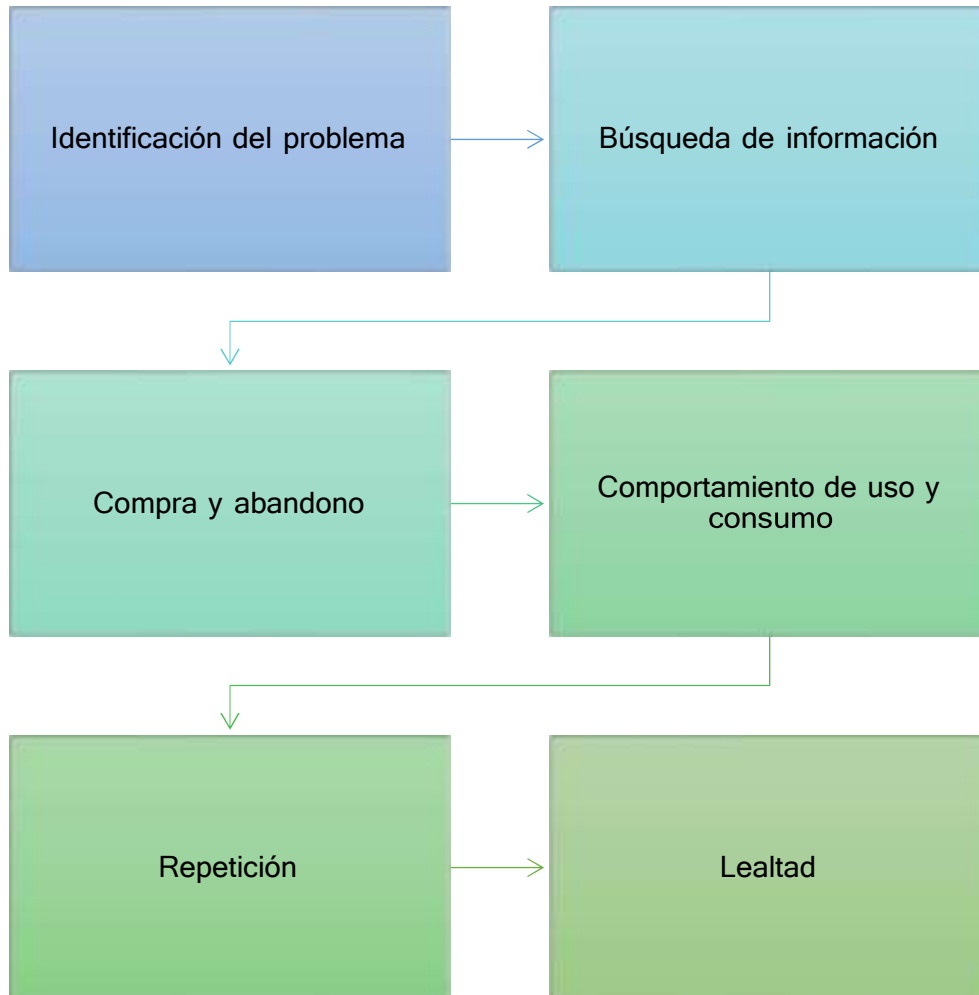 Identificación del problema
Búsqueda de información
Compra y abandono
Comportamiento de uso y
consumo
Repetición
Lealtad